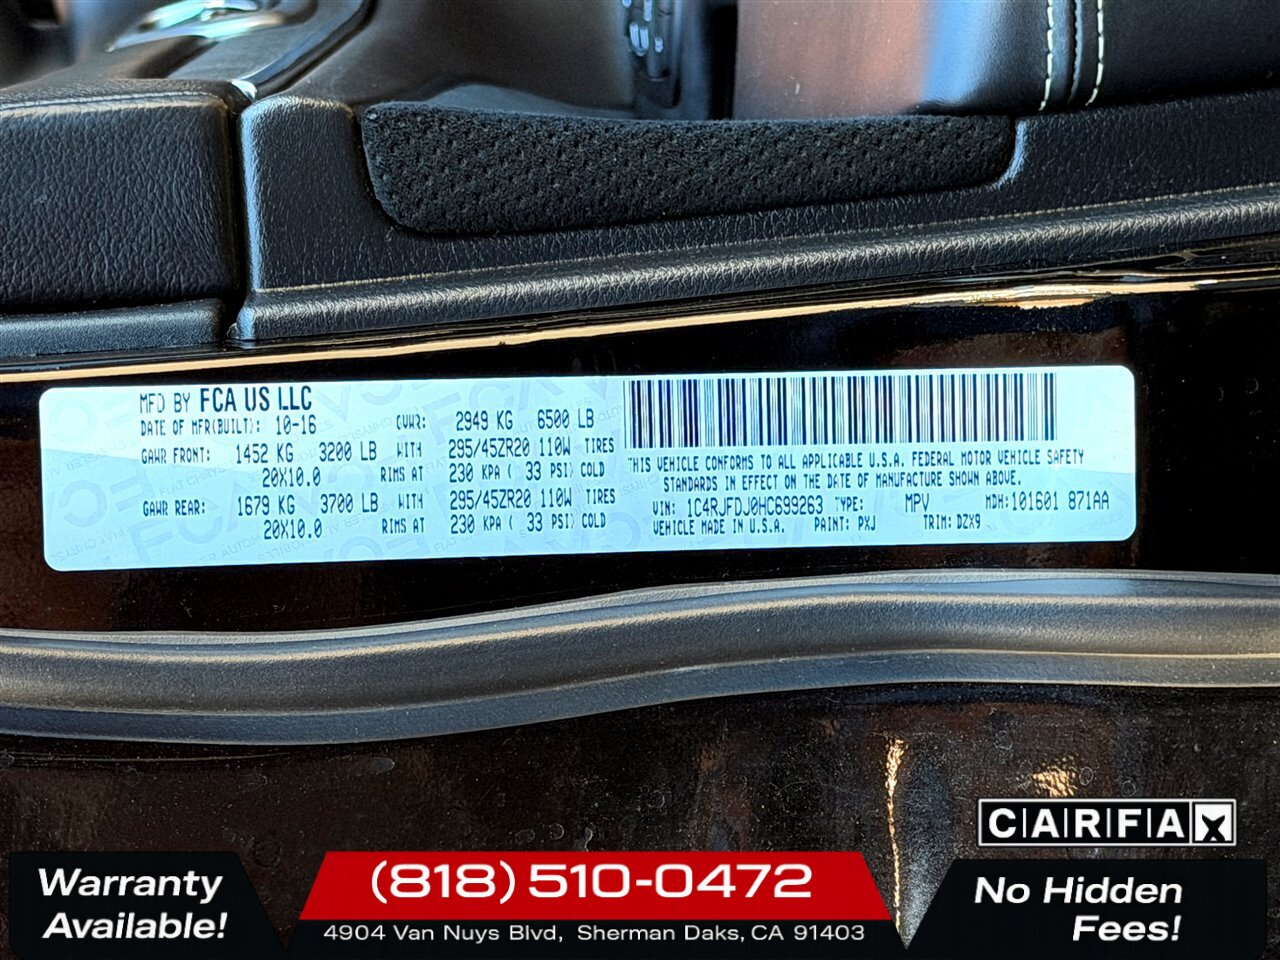 MFD BY FCA US LLC
DATE OF MFR(BUILT): 10-16 GVWR: 2949 KG 6500 LB
GAWR FRONT: 1452 KG 3200 LB WITH 295/45ZR20 110W TIRES
20X10.0 RIMS AT 230 KPA ( 33 PSI) COLD
GAWR REAR: 1679 KG 3700 LB WITH 295/45ZR20 110W TIRES
20X10.0 RIMS AT 230 KPA ( 33 PSI) COLD
THIS VEHICLE CONFORMS TO ALL APPLICABLE U.S.A. FEDERAL MOTOR VEHICLE SAFETY
STANDARDS IN EFFECT ON THE DATE OF MANUFACTURE SHOWN ABOVE.
VIN: 1C4RJFDJ0HC699263 TYPE: MPV MDH: 101601 871AA
VEHICLE MADE IN U.S.A. PAINT: PXJ TRIM: DZX9
CARFAX
Warranty
Available!
(818) 510-0472
4904 Van Nuys Blvd, Sherman Daks, CA 91403
No Hidden
Fees!